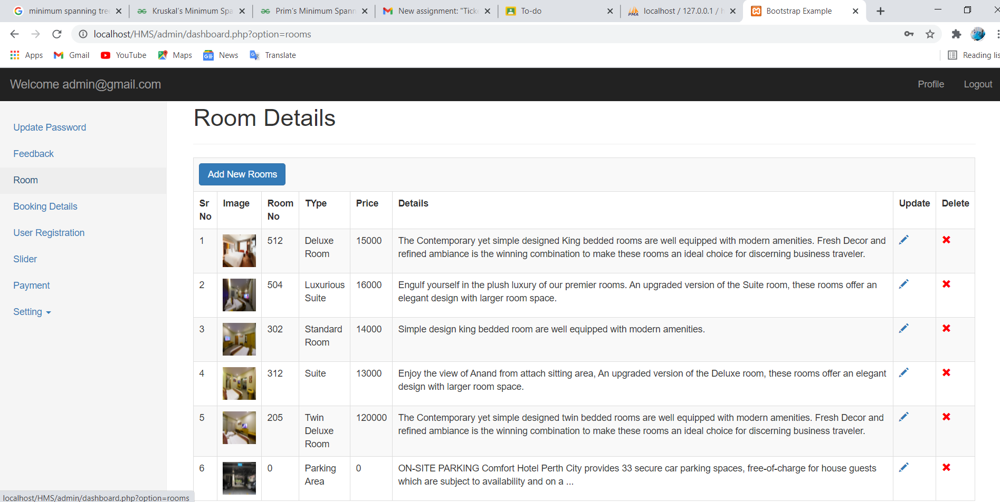 minimum spanning tre
Kruskal's Minimum Spa
Prim's Minimum Spann
New assignment: "Ticke
To-do
localhost / 127.0.0.1 / h
Bootstrap Example
localhost/HMS/admin/dashboard.php?option=rooms
Apps
Gmail
YouTube
Maps
News
Translate
Reading lis
Welcome admin@gmail.com
Profile
Logout
Update Password
Feedback
Room
Booking Details
User Registration
Slider
Payment
Setting
Room Details
Add New Rooms
Sr No
Image
Room No
TYpe
Price
Details
Update
Delete
1
512
Deluxe Room
15000
The Contemporary yet simple designed King bedded rooms are well equipped with modern amenities. Fresh Decor and
refined ambiance is the winning combination to make these rooms an ideal choice for discerning business traveler.
2
504
Luxurious Suite
16000
Engulf yourself in the plush luxury of our premier rooms. An upgraded version of the Suite room, these rooms offer an
elegant design with larger room space.
3
302
Standard Room
14000
Simple design king bedded room are well equipped with modern amenities.
4
312
Suite
13000
Enjoy the view of Anand from attach sitting area, An upgraded version of the Deluxe room, these rooms offer an elegant
design with larger room space.
5
205
Twin Deluxe Room
120000
The Contemporary yet simple designed twin bedded rooms are well equipped with modern amenities. Fresh Decor and
refined ambiance is the winning combination to make these rooms an ideal choice for discerning business traveler.
6
0
Parking Area
0
ON-SITE PARKING Comfort Hotel Perth City provides 33 secure car parking spaces, free-of-charge for house guests
which are subject to availability and on a ...
localhost/HMS/admin/dashboard.php?option=rooms